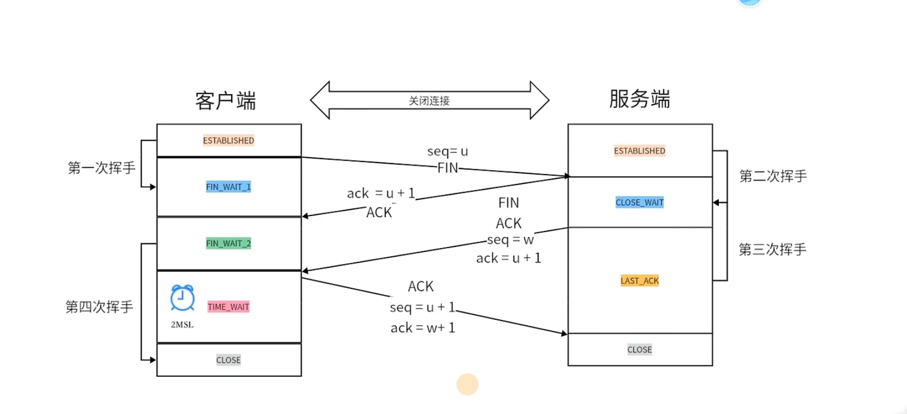 关闭连接
客户端
服务端
第一次挥手
ESTABLISHED
FIN_WAIT_1
FIN_WAIT_2
第四次挥手
2MSL
TIME_WAIT
CLOSE
seq= u
FIN
ack = u + 1
ACK
FIN
ACK
seq = w
ack = u + 1
ACK
seq = u + 1
ack = w+ 1
ESTABLISHED
CLOSE_WAIT
LAST_ACK
CLOSE
第二次挥手
第三次挥手